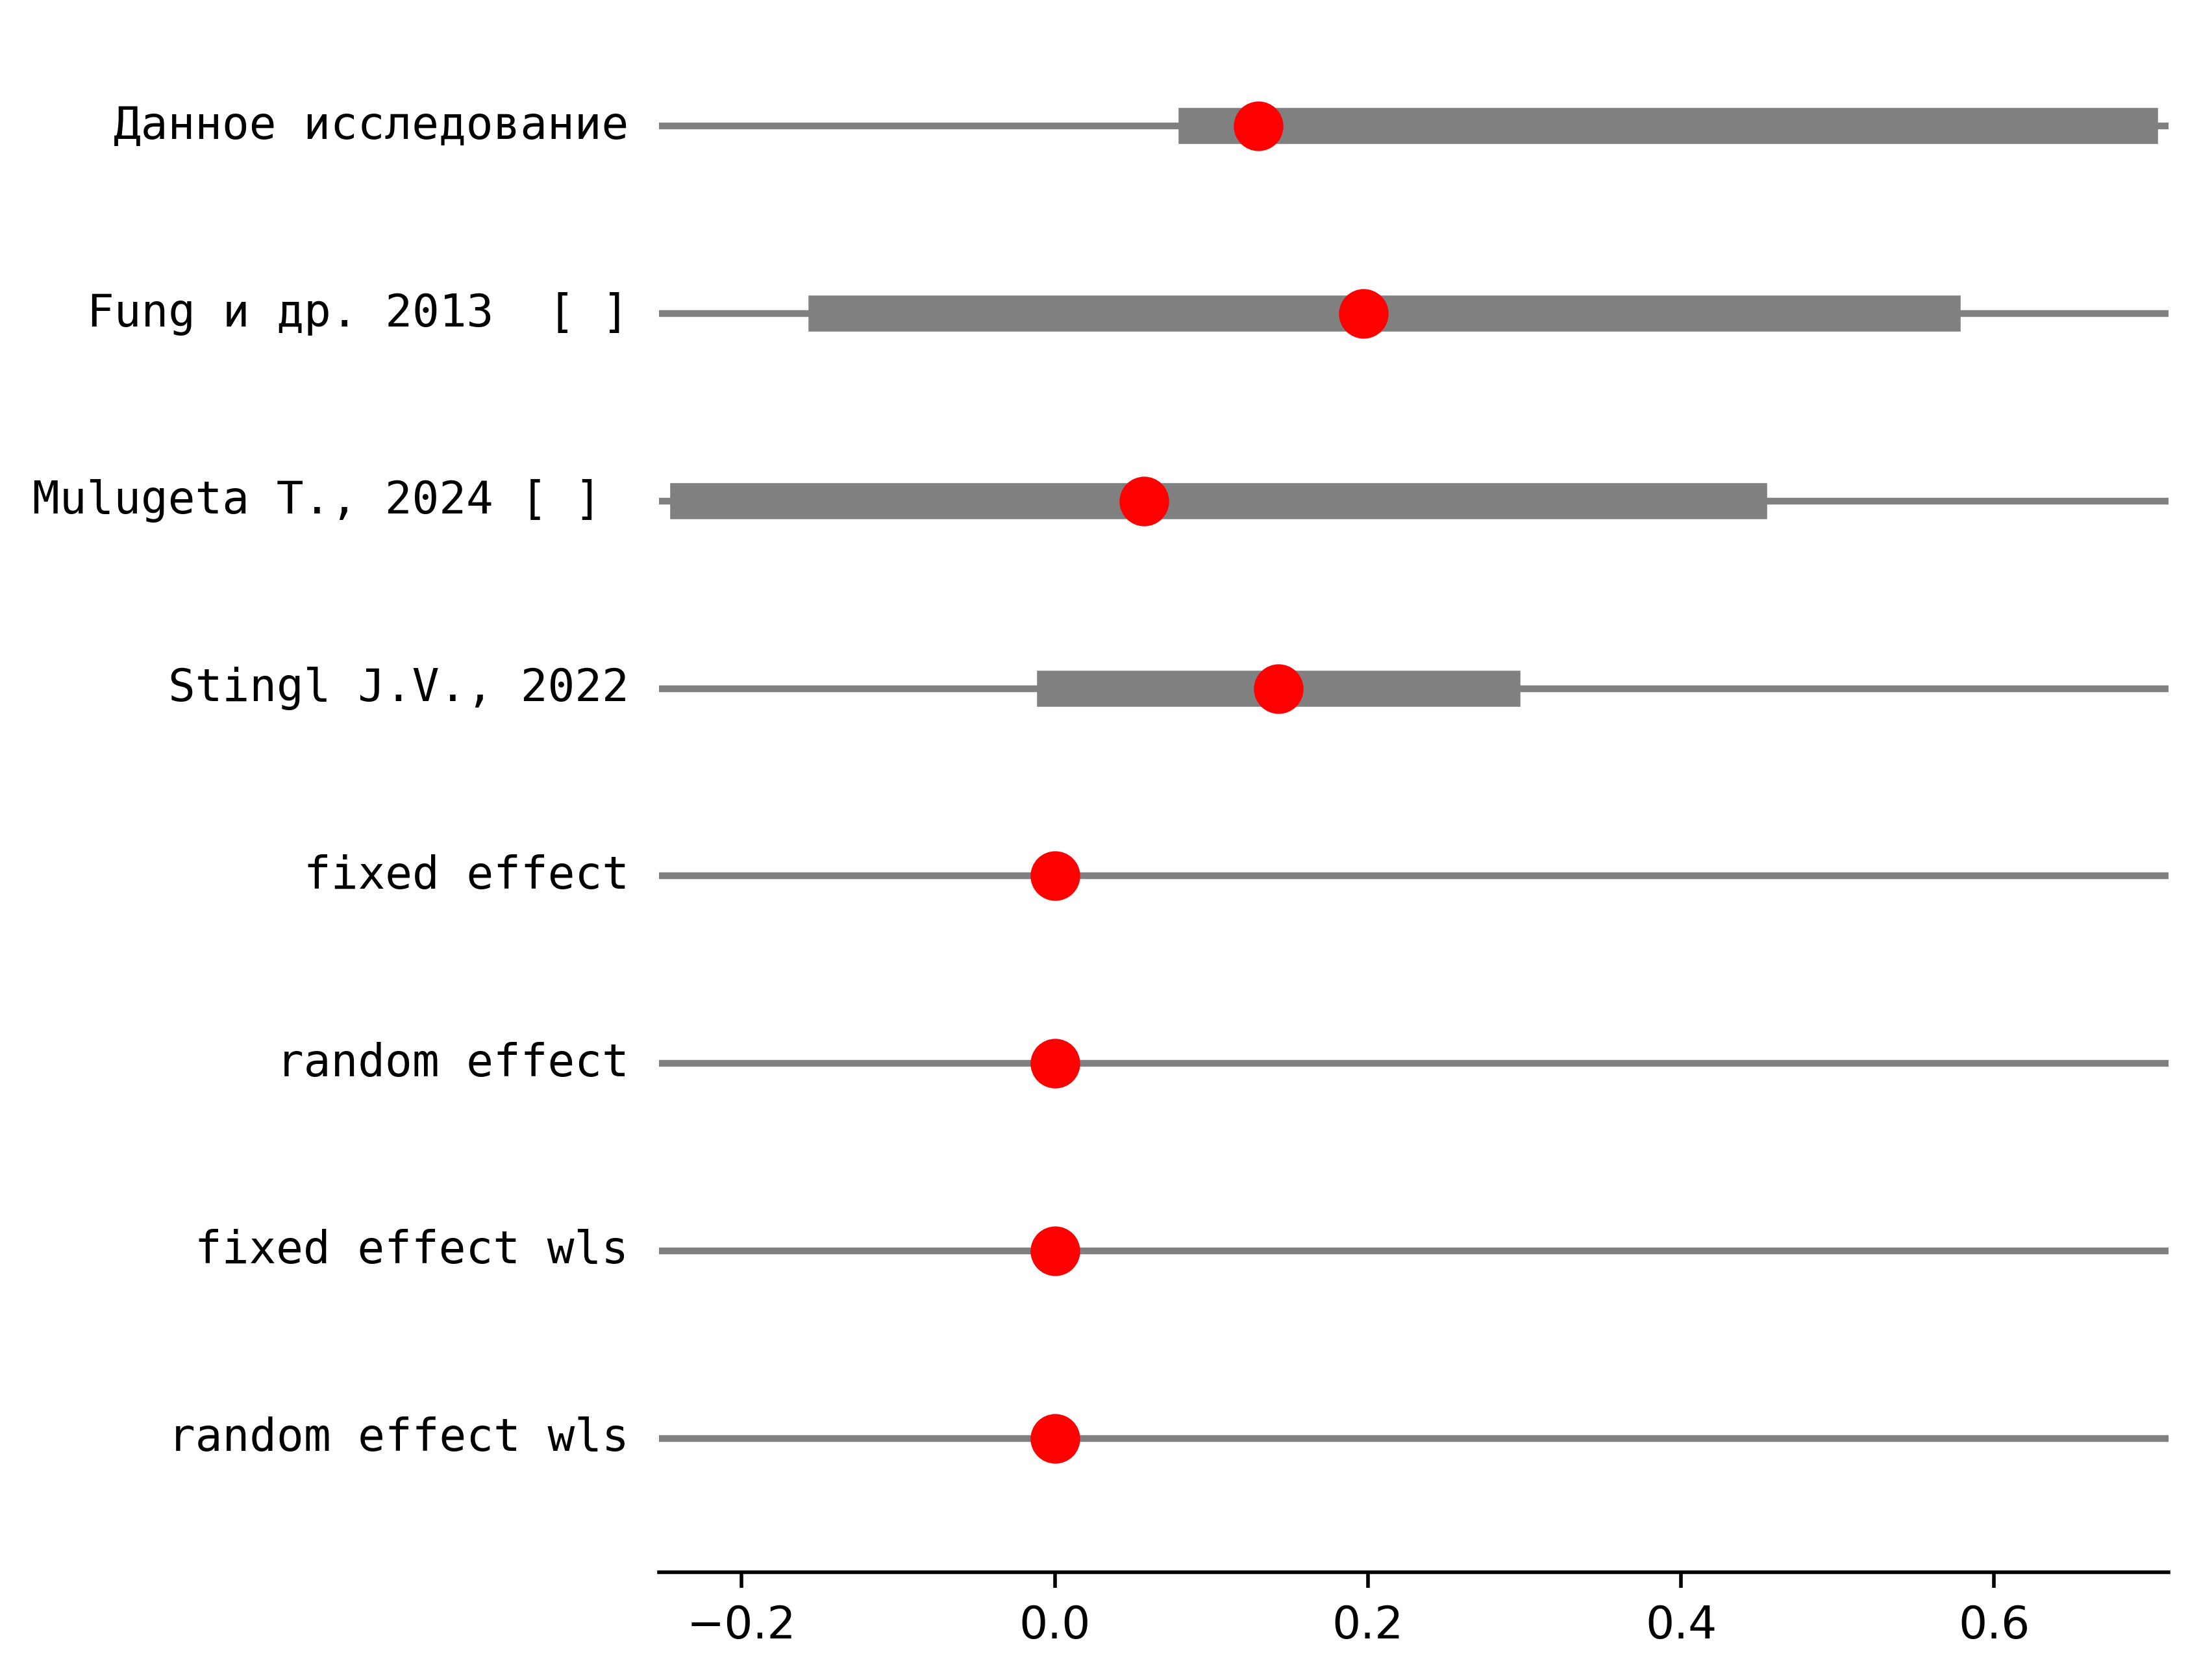 Данное исследование
Fung и др. 2013  [ ]
Mulugeta T., 2024 [ ]
Stingl J.V., 2022
fixed effect
random effect
fixed effect wls
random effect wls
−0.2 0.0 0.2 0.4 0.6